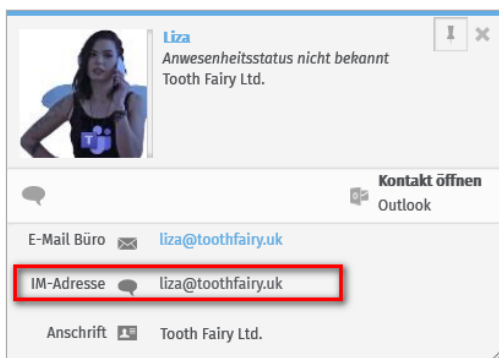 Liza
Anwesenheitsstatus nicht bekannt
Tooth Fairy Ltd.
Kontakt öffnen
Outlook
E-Mail Büro liza@toothfairy.uk
IM-Adresse liza@toothfairy.uk
Anschrift Tooth Fairy Ltd.